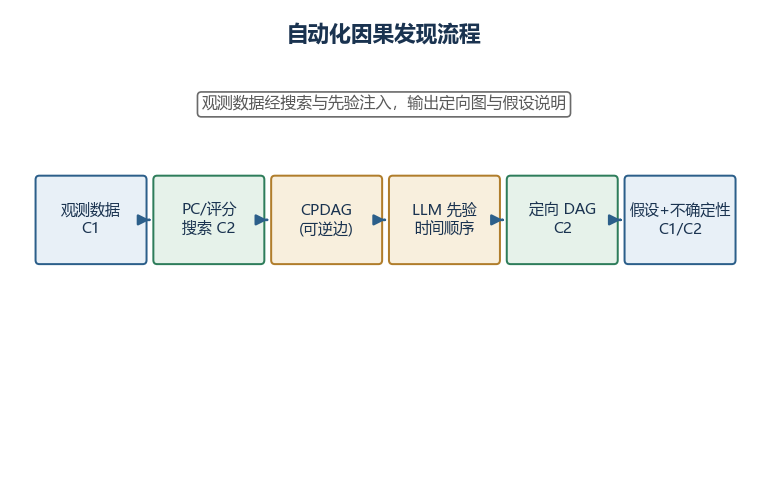 自动化因果发现流程
观测数据经搜索与先验注入，输出定向图与假设说明
观测数据
C1
PC/评分
搜索 C2
CPDAG
(可逆边)
LLM 先验
时间顺序
定向 DAG
C2
假设+不确定性
C1/C2